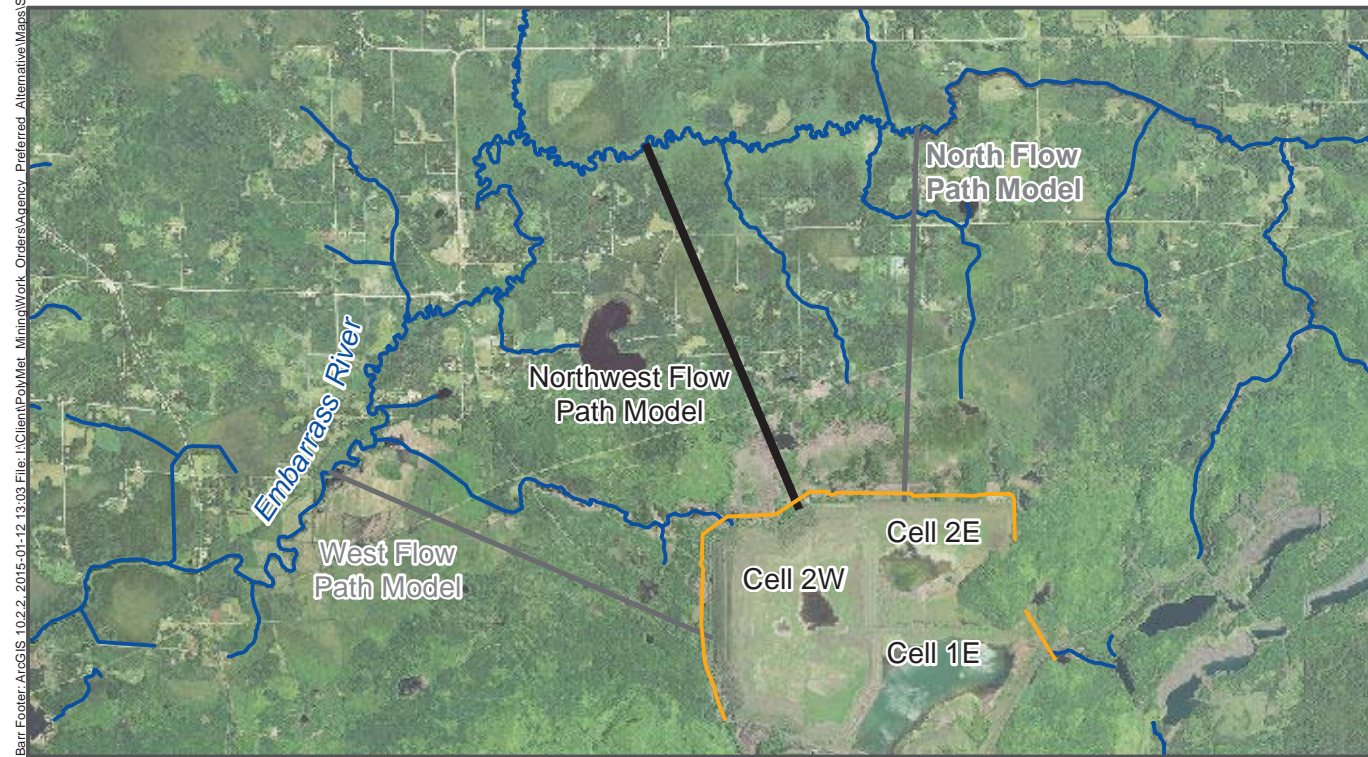 Barr Footer: ArcGIS 10.2.2, 2015-01-12 13:03 File: I:\Client\PolyMet_Mining\Work_Orders\Agency_Preferred_Alternative\Maps\S
North Flow
Path Model
Northwest Flow
Path Model
Embarrass River
West Flow
Path Model
Cell 2E
Cell 2W
Cell 1E